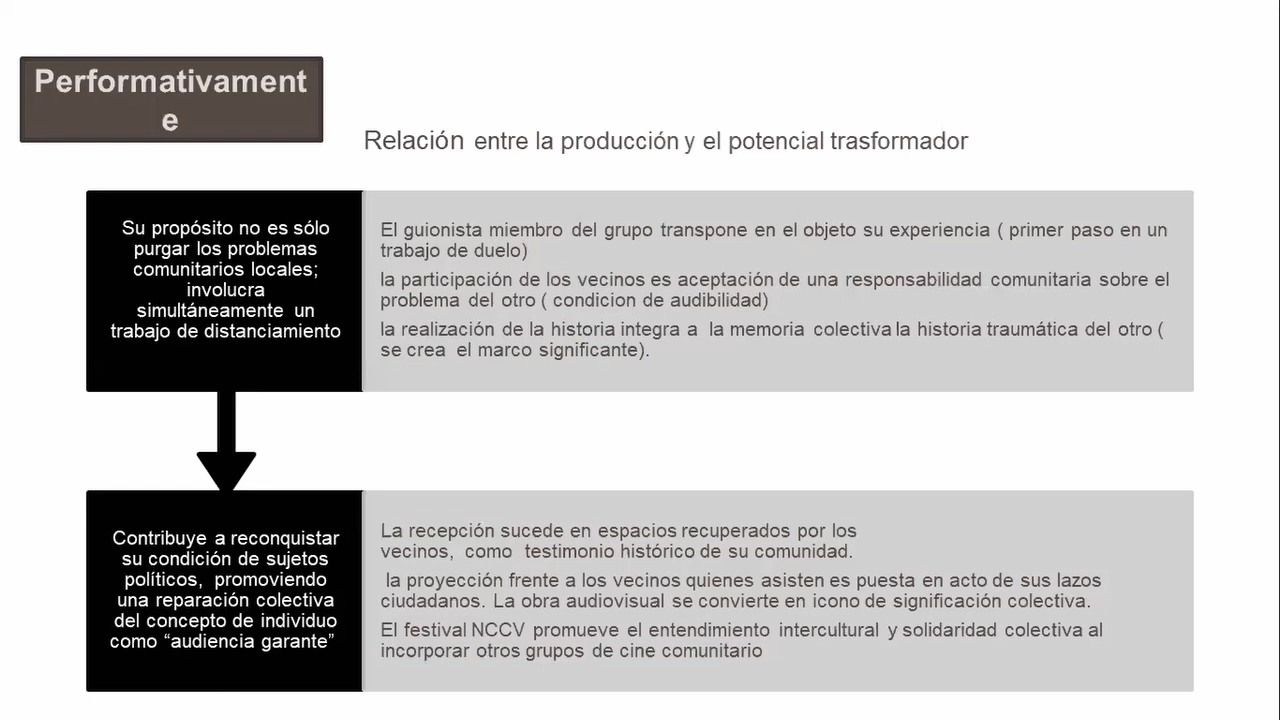 Performativament
e
Relación entre la producción y el potencial trasformador
Su propósito no es sólo
purgar los problemas
comunitarios locales;
involucra
simultáneamente un
trabajo de distanciamiento
El guionista miembro del grupo transpone en el objeto su experiencia ( primer paso en un
trabajo de duelo)
la participación de los vecinos es aceptación de una responsabilidad comunitaria sobre el
problema del otro ( condicion de audibilidad)
la realización de la historia integra a la memoria colectiva la historia traumática del otro (
se crea el marco significante).
Contribuye a reconquistar
su condición de sujetos
políticos, promoviendo
una reparación colectiva
del concepto de individuo
como “audiencia garante”
La recepción sucede en espacios recuperados por los
vecinos, como testimonio histórico de su comunidad.
la proyección frente a los vecinos quienes asisten es puesta en acto de sus lazos
ciudadanos. La obra audiovisual se convierte en icono de significación colectiva.
El festival NCCV promueve el entendimiento intercultural y solidaridad colectiva al
incorporar otros grupos de cine comunitario